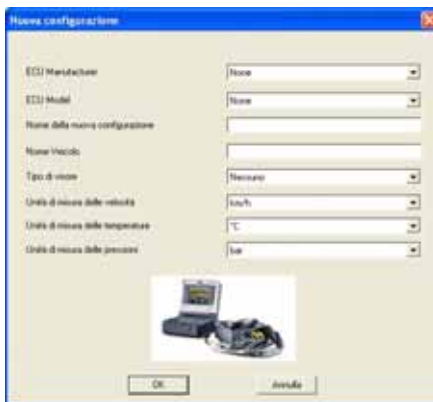 Nuova configurazione
ECU Manufacturer None
ECU Model None
Nome della nuova configurazione
Nome Veicolo
Tipo di visore Nessuno
Unità di misura delle velocità km/h
Unità di misura delle temperature °C
Unità di misura delle pressioni bar
OK Annulla